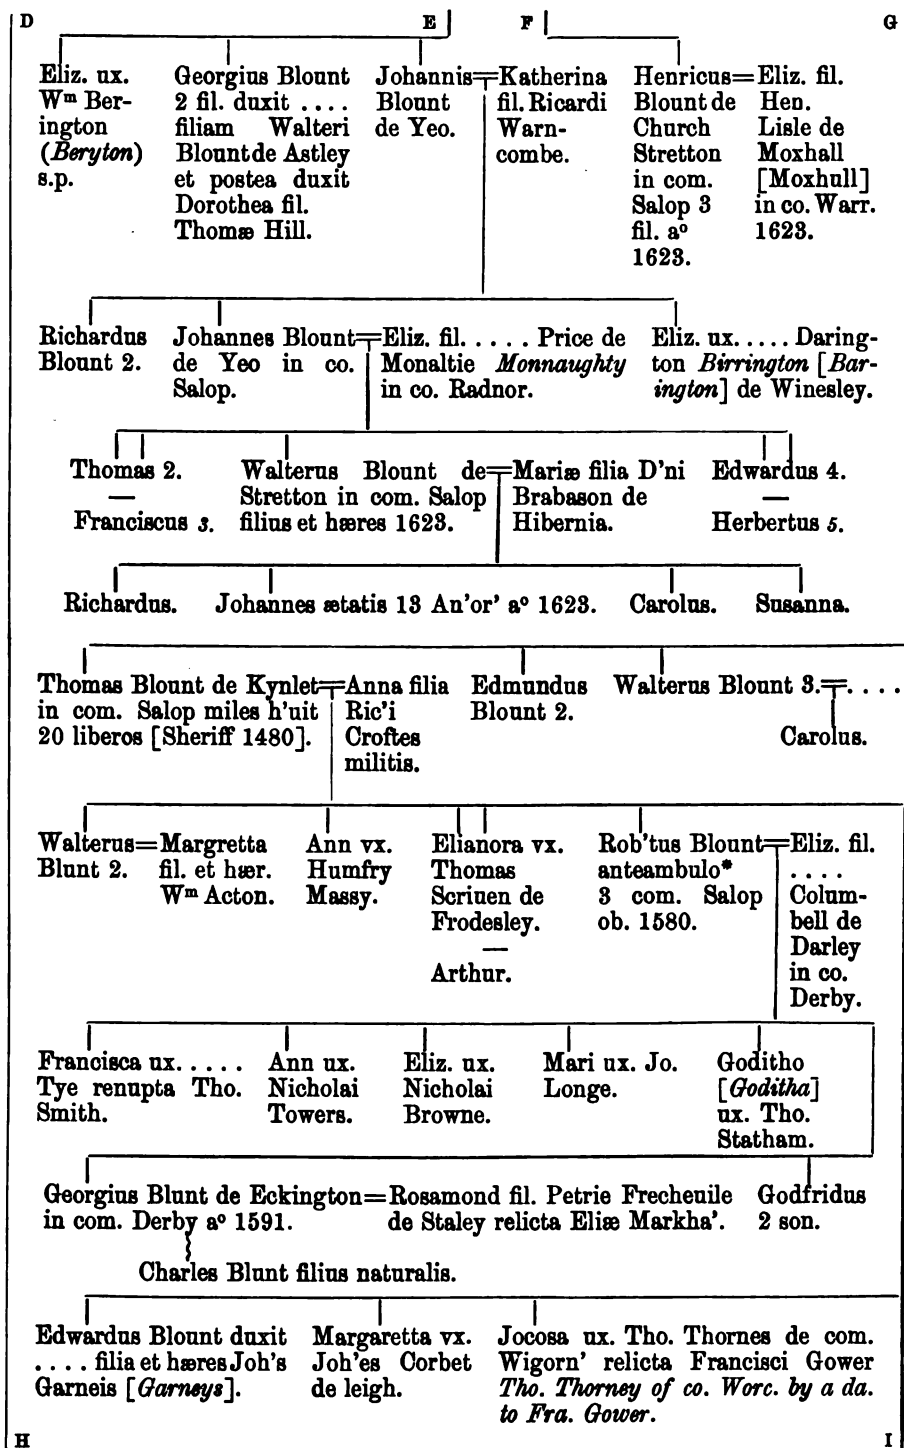 D E F G
Eliz. ux.
Wm Ber-
ington
(Beryton)
s.p.
Georgius Blount
2 fil. duxit ....
filiam Walteri
Blount de Astley
et postea duxit
Dorothea fil.
Thomæ Hill.
Johannis=
Blount
de Yeo.
Katherina
fil. Ricardi
Warn-
combe.
Henricus=
Blount de
Church
Stretton
in com.
Salop 3
fil. ao
1623.
Eliz. fil.
Hen.
Lisle de
Moxhall
[Moxhull]
in co. Warr.
1623.
Richardus
Blount 2.
Johannes Blount=
de Yeo in co.
Salop.
Eliz. fil. .... Price de
Monaltie Monnaughty
in co. Radnor.
Eliz. ux. .... Daring-
ton Birrington [Bar-
ington] de Winesley.
Thomas 2.
—
Franciscus 3.
Walterus Blount de=
Stretton in com. Salop
filius et hæres 1623.
Mariæ filia D'ni
Brabason de
Hibernia.
Edwardus 4.
—
Herbertus 5.
Richardus. Johannes ætatis 13 An'or' ao 1623. Carolus. Susanna.
Thomas Blount de Kynlet=
in com. Salop miles h'uit
20 liberos [Sheriff 1480].
Anna filia
Ric'i
Croftes
militis.
Edmundus
Blount 2.
Walterus Blount 3.=....
Carolus.
Walterus=
Blunt 2.
Margretta
fil. et hær.
Wm Acton.
Ann vx.
Humfry
Massy.
Elianora vx.
Thomas
Scriuen de
Frodesley.
—
Arthur.
Rob'tus Blount=
anteambulo*
3 com. Salop
ob. 1580.
Eliz. fil.
....
Colum-
bell de
Darley
in co.
Derby.
Francisca ux. ....
Tye renupta Tho.
Smith.
Ann ux.
Nicholai
Towers.
Eliz. ux.
Nicholai
Browne.
Mari ux. Jo.
Longe.
Goditho
[Goditha]
ux. Tho.
Statham.
Georgius Blunt de Eckington=
in com. Derby ao 1591.
Rosamond fil. Petrie Frecheuile
de Staley relicta Eliæ Markha'.
Godfridus
2 son.
Charles Blunt filius naturalis.
Edwardus Blount duxit
.... filia et hæres Joh's
Garneis [Garneys].
Margaretta vx.
Joh'es Corbet
de leigh.
Jocosa ux. Tho. Thornes de com.
Wigorn' relicta Francisci Gower
Tho. Thorney of co. Worc. by a da.
to Fra. Gower.
H I